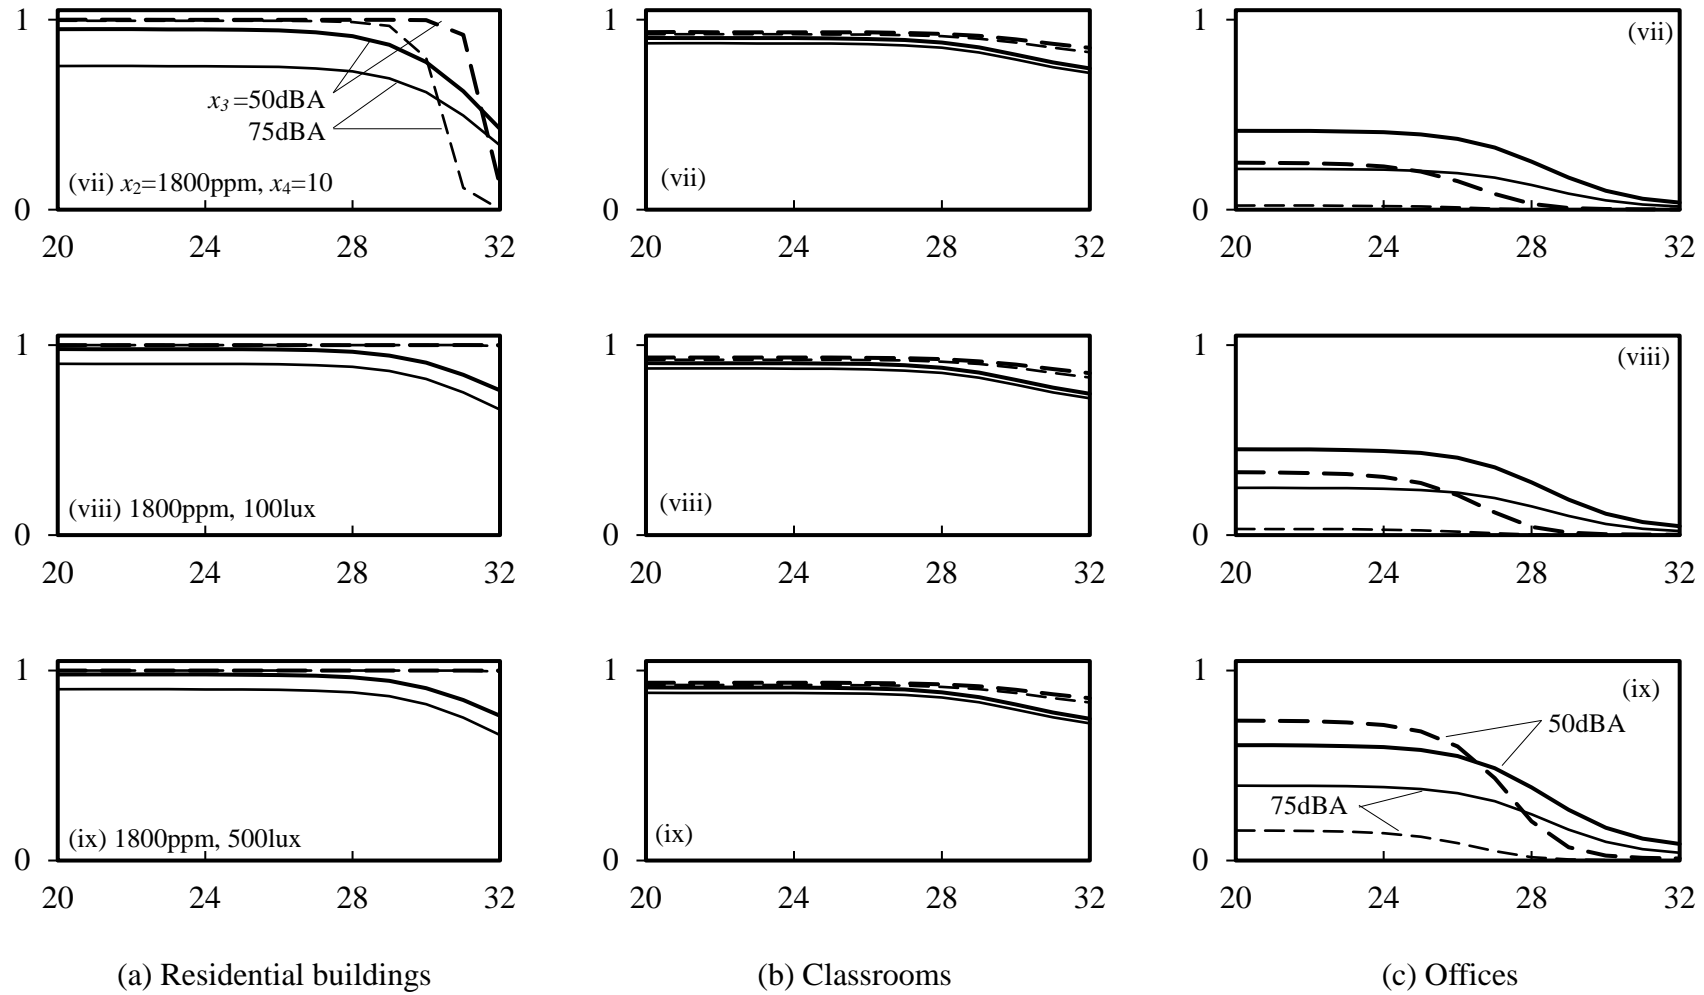 1
x3 =50dBA
75dBA
(vii) x2=1800ppm, x4=10
0
20 24 28 32
1
(vii)
0
20 24 28 32
1
(vii)
0
20 24 28 32
1
(viii) 1800ppm, 100lux
0
20 24 28 32
1
(viii)
0
20 24 28 32
1
(viii)
0
20 24 28 32
1
(ix) 1800ppm, 500lux
0
20 24 28 32
1
(ix)
0
20 24 28 32
1
(ix)
50dBA
75dBA
0
20 24 28 32
(a) Residential buildings
(b) Classrooms
(c) Offices